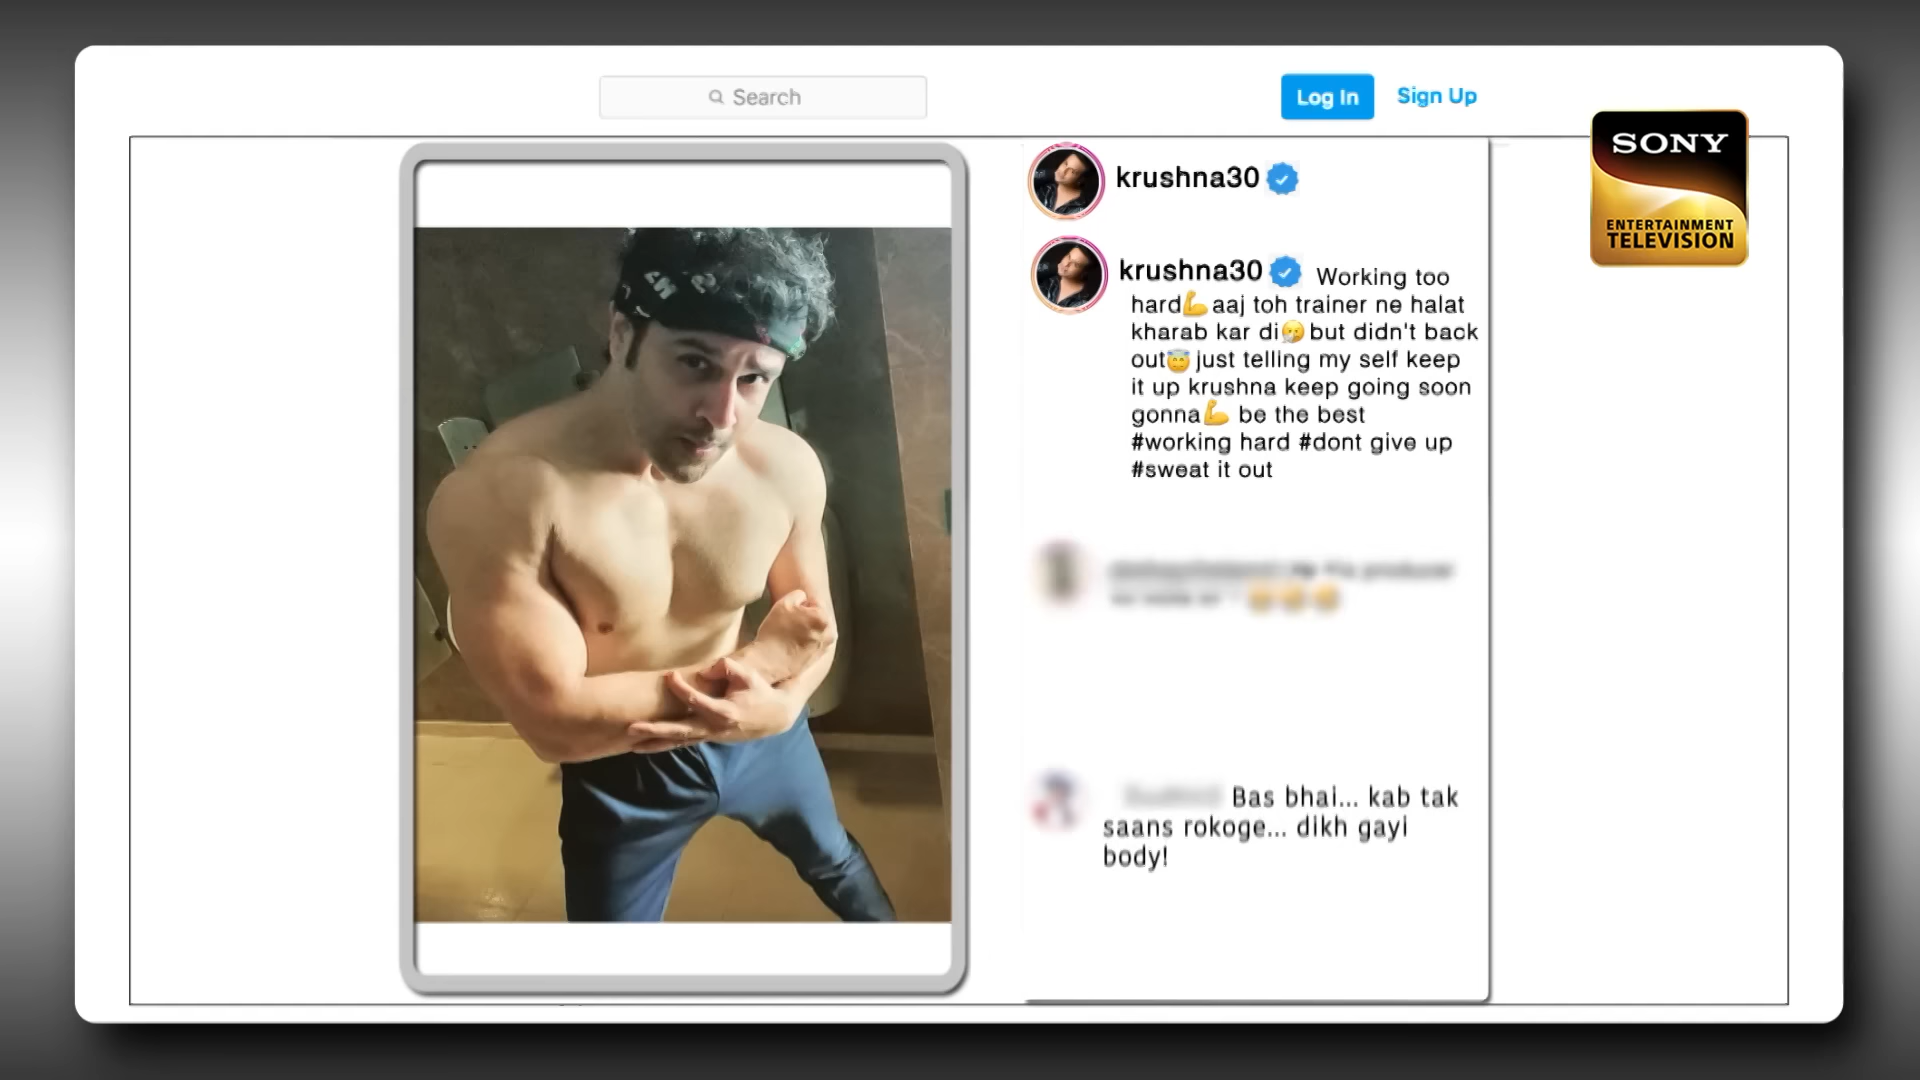 Search
Log In
Sign Up
SONY
ENTERTAINMENT
TELEVISION
krushna30
krushna30 Working too
hard💪aaj toh trainer ne halat
kharab kar di🤧but didn't back
out😇just telling my self keep
it up krushna keep going soon
gonna💪 be the best
#working hard #dont give up
#sweat it out
producer
Bas bhai... kab tak
saans rokoge... dikh gayi
body!